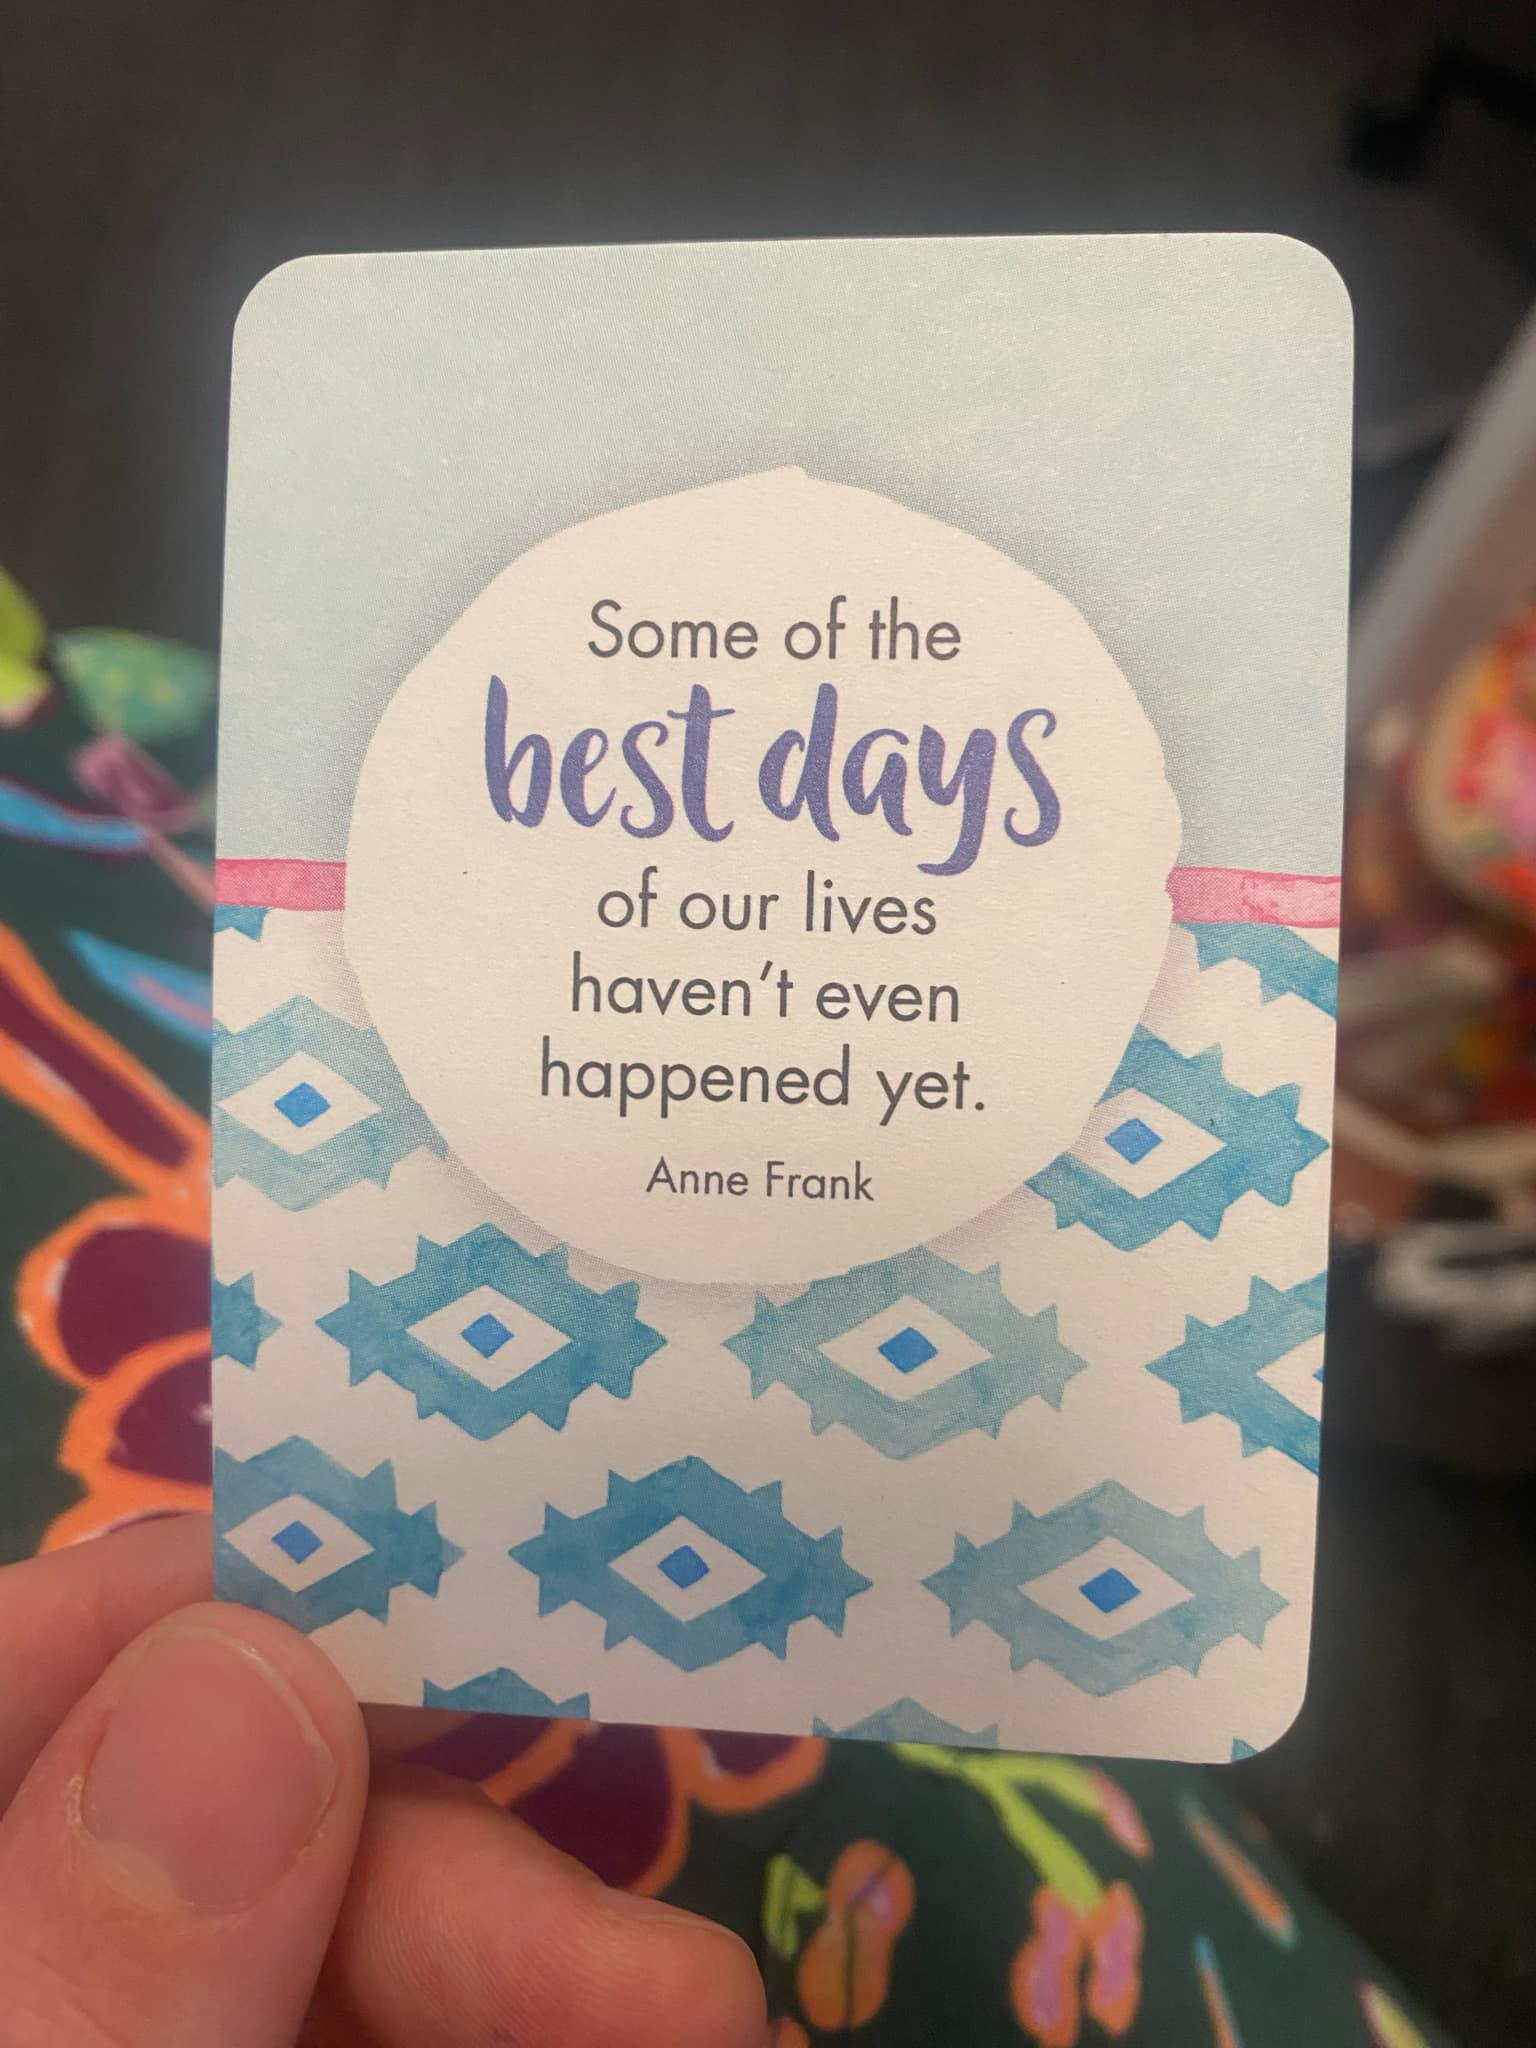 Some of the
best days
of our lives
haven't even
happened yet.
Anne Frank